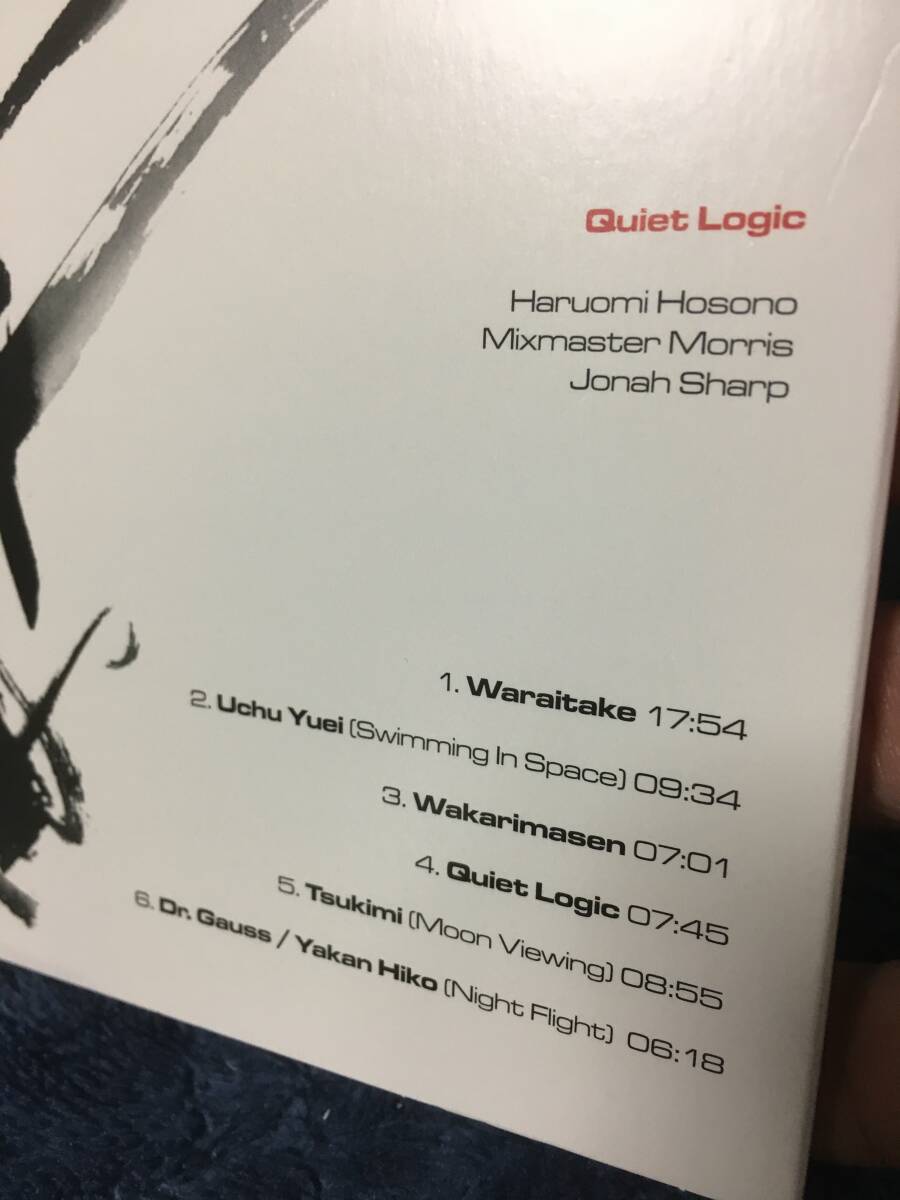 Quiet Logic
Haruomi Hosono
Mixmaster Morris
Jonah Sharp
1. Waraitake 17:54
2. Uchu Yuei (Swimming In Space) 09:34
3. Wakarimasen 07:01
4. Quiet Logic 07:45
5. Tsukimi (Moon Viewing) 08:55
6. Dr. Gauss / Yakan Hiko (Night Flight) 06:18